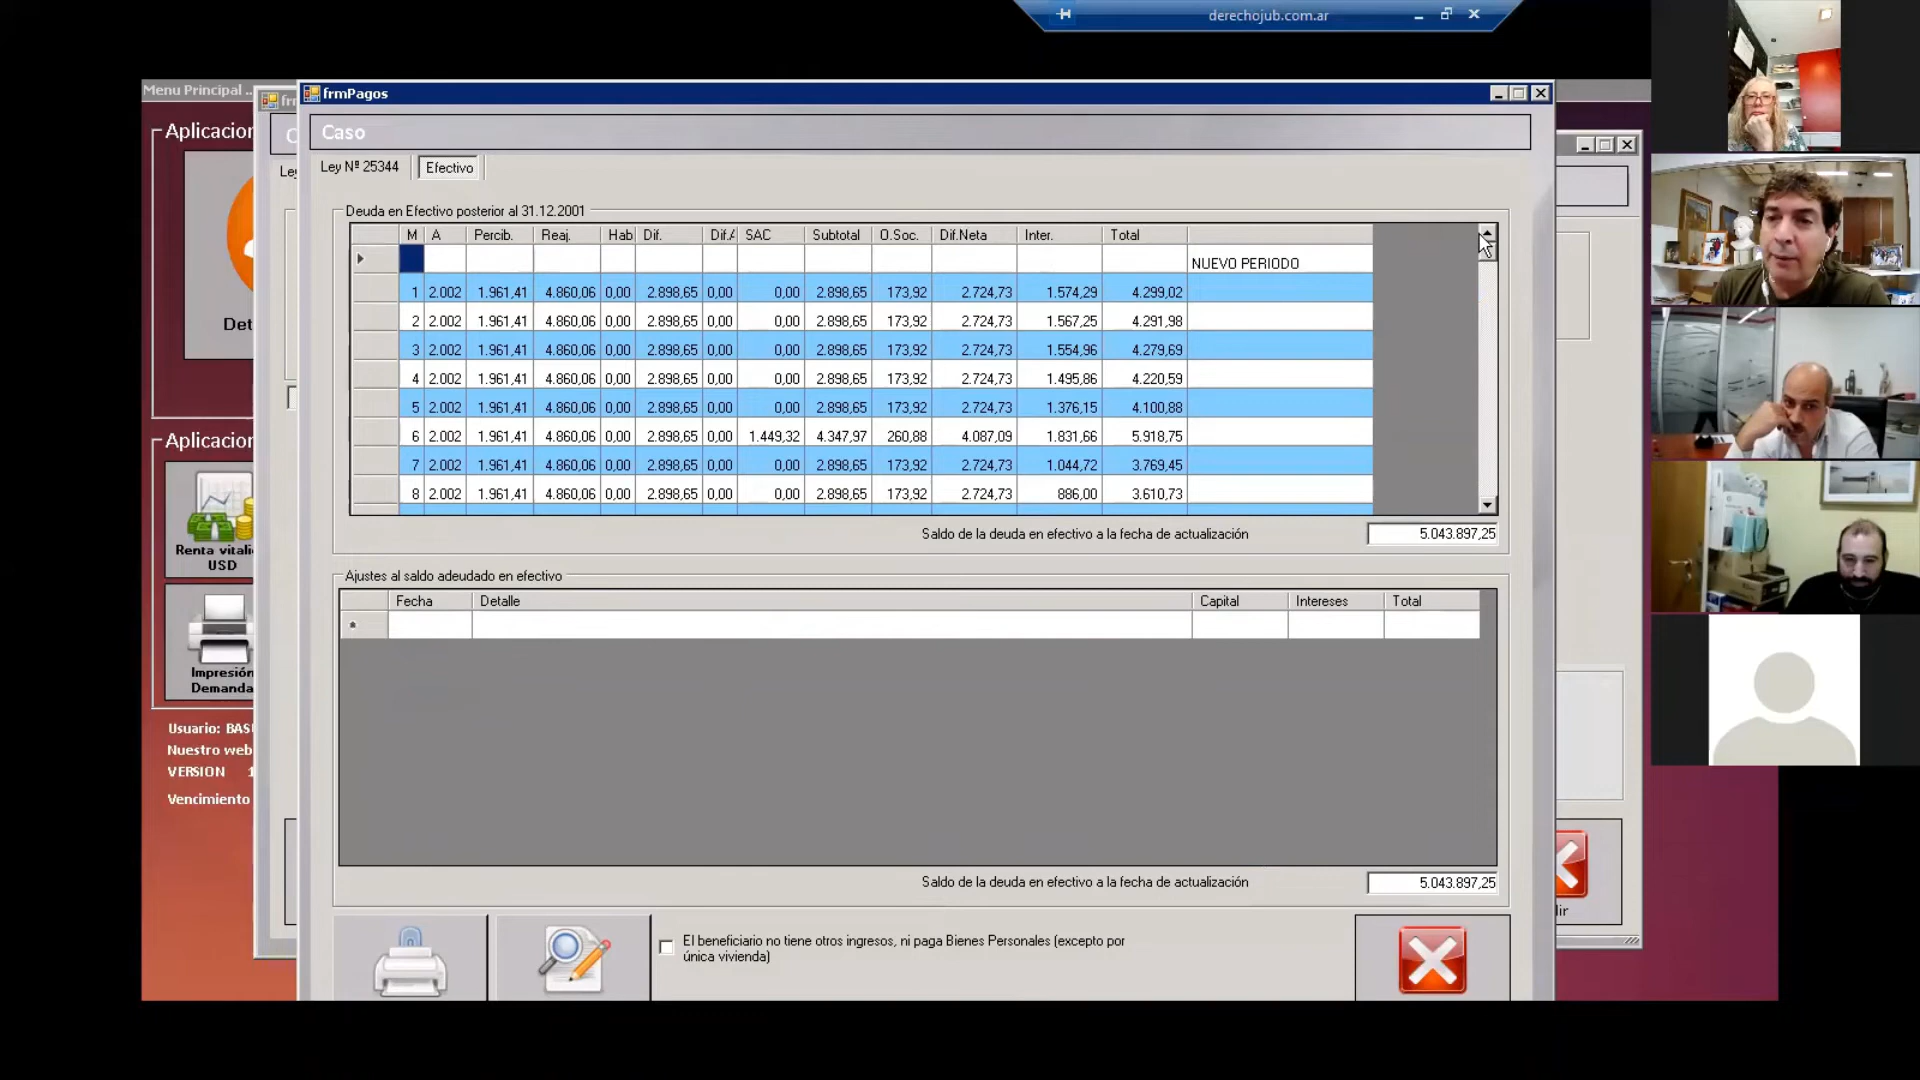 derechojub.com.ar
Menu Principal ...
frmPagos
Caso
Ley Nº 25344
Efectivo
Aplicacion
Det
Deuda en Efectivo posterior al 31.12.2001
M A Percib. Reaj. Hab Dif. Dif./ SAC Subtotal O.Soc. Dif.Neta Inter. Total
NUEVO PERIODO
1 2.002 1.961,41 4.860,06 0,00 2.898,65 0,00 0,00 2.898,65 173,92 2.724,73 1.574,29 4.299,02
2 2.002 1.961,41 4.860,06 0,00 2.898,65 0,00 0,00 2.898,65 173,92 2.724,73 1.567,25 4.291,98
3 2.002 1.961,41 4.860,06 0,00 2.898,65 0,00 0,00 2.898,65 173,92 2.724,73 1.554,96 4.279,69
4 2.002 1.961,41 4.860,06 0,00 2.898,65 0,00 0,00 2.898,65 173,92 2.724,73 1.495,86 4.220,59
5 2.002 1.961,41 4.860,06 0,00 2.898,65 0,00 0,00 2.898,65 173,92 2.724,73 1.376,15 4.100,88
6 2.002 1.961,41 4.860,06 0,00 2.898,65 0,00 1.449,32 4.347,97 260,88 4.087,09 1.831,66 5.918,75
7 2.002 1.961,41 4.860,06 0,00 2.898,65 0,00 0,00 2.898,65 173,92 2.724,73 1.044,72 3.769,45
8 2.002 1.961,41 4.860,06 0,00 2.898,65 0,00 0,00 2.898,65 173,92 2.724,73 886,00 3.610,73
Saldo de la deuda en efectivo a la fecha de actualización 5.043.897,25
Aplicacion
Renta vitali
USD
Impresión
Demanda
Usuario: BAS
Nuestro web
VERSION 1
Vencimiento
Ajustes al saldo adeudado en efectivo
Fecha Detalle Capital Intereses Total
Saldo de la deuda en efectivo a la fecha de actualización 5.043.897,25
El beneficiario no tiene otros ingresos, ni paga Bienes Personales (excepto por
única vivienda)